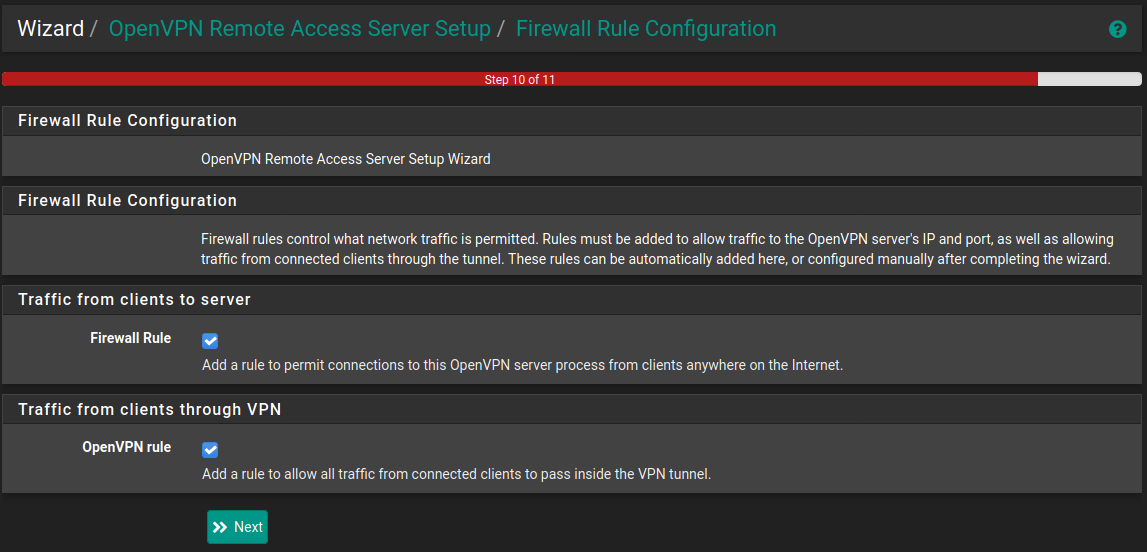 Wizard / OpenVPN Remote Access Server Setup / Firewall Rule Configuration
Step 10 of 11
Firewall Rule Configuration
OpenVPN Remote Access Server Setup Wizard
Firewall Rule Configuration
Firewall rules control what network traffic is permitted. Rules must be added to allow traffic to the OpenVPN server's IP and port, as well as allowing
traffic from connected clients through the tunnel. These rules can be automatically added here, or configured manually after completing the wizard.
Traffic from clients to server
Firewall Rule
Add a rule to permit connections to this OpenVPN server process from clients anywhere on the Internet.
Traffic from clients through VPN
OpenVPN rule
Add a rule to allow all traffic from connected clients to pass inside the VPN tunnel.
Next